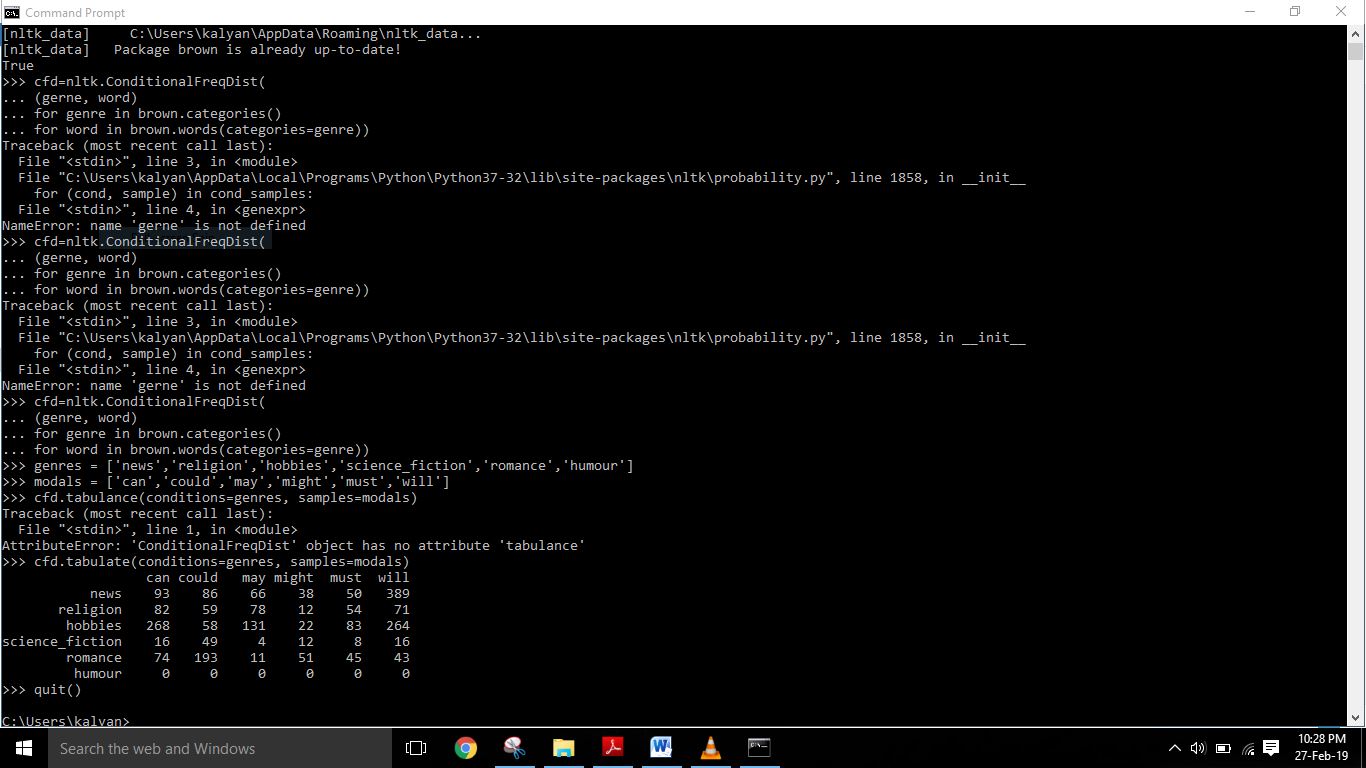 Command Prompt
[nltk_data]     C:\Users\kalyan\AppData\Roaming\nltk_data...
[nltk_data]   Package brown is already up-to-date!
True
>>> cfd=nltk.ConditionalFreqDist(
... (gerne, word)
... for genre in brown.categories()
... for word in brown.words(categories=genre))
Traceback (most recent call last):
  File "<stdin>", line 3, in <module>
  File "C:\Users\kalyan\AppData\Local\Programs\Python\Python37-32\lib\site-packages\nltk\probability.py", line 1858, in __init__
    for (cond, sample) in cond_samples:
  File "<stdin>", line 4, in <genexpr>
NameError: name 'gerne' is not defined
>>> cfd=nltk.ConditionalFreqDist(
... (gerne, word)
... for genre in brown.categories()
... for word in brown.words(categories=genre))
Traceback (most recent call last):
  File "<stdin>", line 3, in <module>
  File "C:\Users\kalyan\AppData\Local\Programs\Python\Python37-32\lib\site-packages\nltk\probability.py", line 1858, in __init__
    for (cond, sample) in cond_samples:
  File "<stdin>", line 4, in <genexpr>
NameError: name 'gerne' is not defined
>>> cfd=nltk.ConditionalFreqDist(
... (genre, word)
... for genre in brown.categories()
... for word in brown.words(categories=genre))
>>> genres = ['news','religion','hobbies','science_fiction','romance','humour']
>>> modals = ['can','could','may','might','must','will']
>>> cfd.tabulance(conditions=genres, samples=modals)
Traceback (most recent call last):
  File "<stdin>", line 1, in <module>
AttributeError: 'ConditionalFreqDist' object has no attribute 'tabulance'
>>> cfd.tabulate(conditions=genres, samples=modals)
                  can could   may might  must  will
           news    93    86    66    38    50   389
       religion    82    59    78    12    54    71
        hobbies   268    58   131    22    83   264
science_fiction    16    49     4    12     8    16
        romance    74   193    11    51    45    43
         humour     0     0     0     0     0     0
>>> quit()
C:\Users\kalyan>
Search the web and Windows
10:28 PM
27-Feb-19